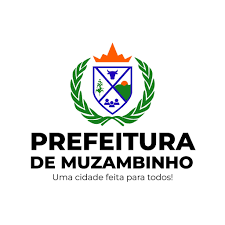 PREFEITURA
DE MUZAMBINHO
Uma cidade feita para todos!